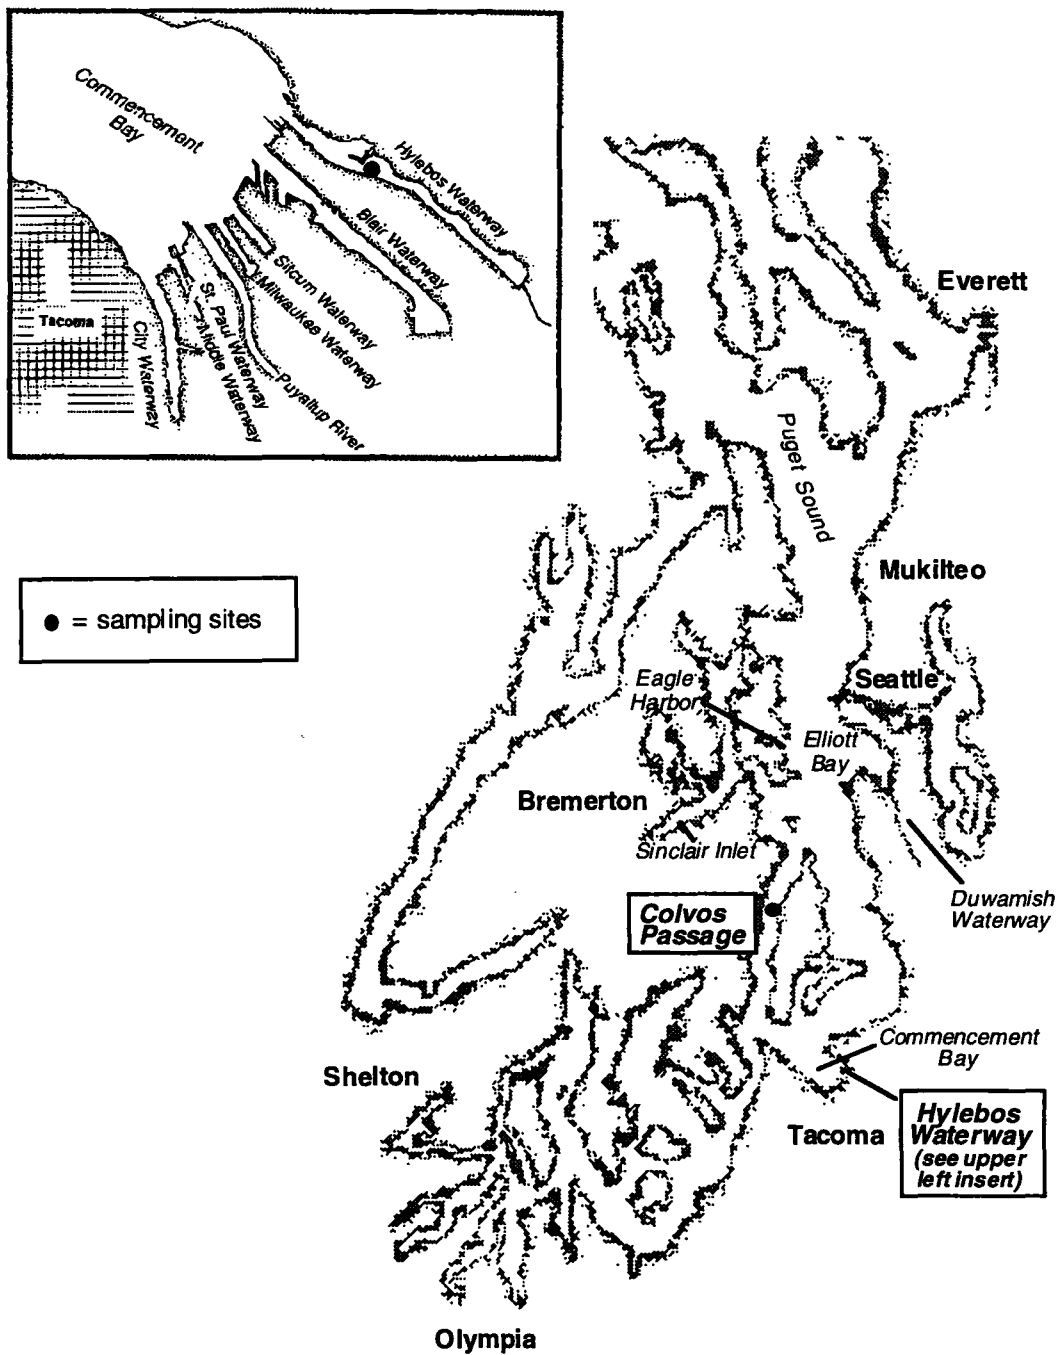 Commencement
Bay
Hylebos Waterway
Blair Waterway
Sitcum Waterway
Milwaukee Waterway
Puyallup River
St. Paul Waterway
Middle Waterway
City Waterway
Tacoma
● = sampling sites
Everett
Puget Sound
Mukilteo
Seattle
Eagle
Harbor
Elliott
Bay
Bremerton
Sinclair Inlet
Duwamish
Waterway
Colvos
Passage
Commencement
Bay
Shelton
Tacoma
Hylebos
Waterway
(see upper
left insert)
Olympia